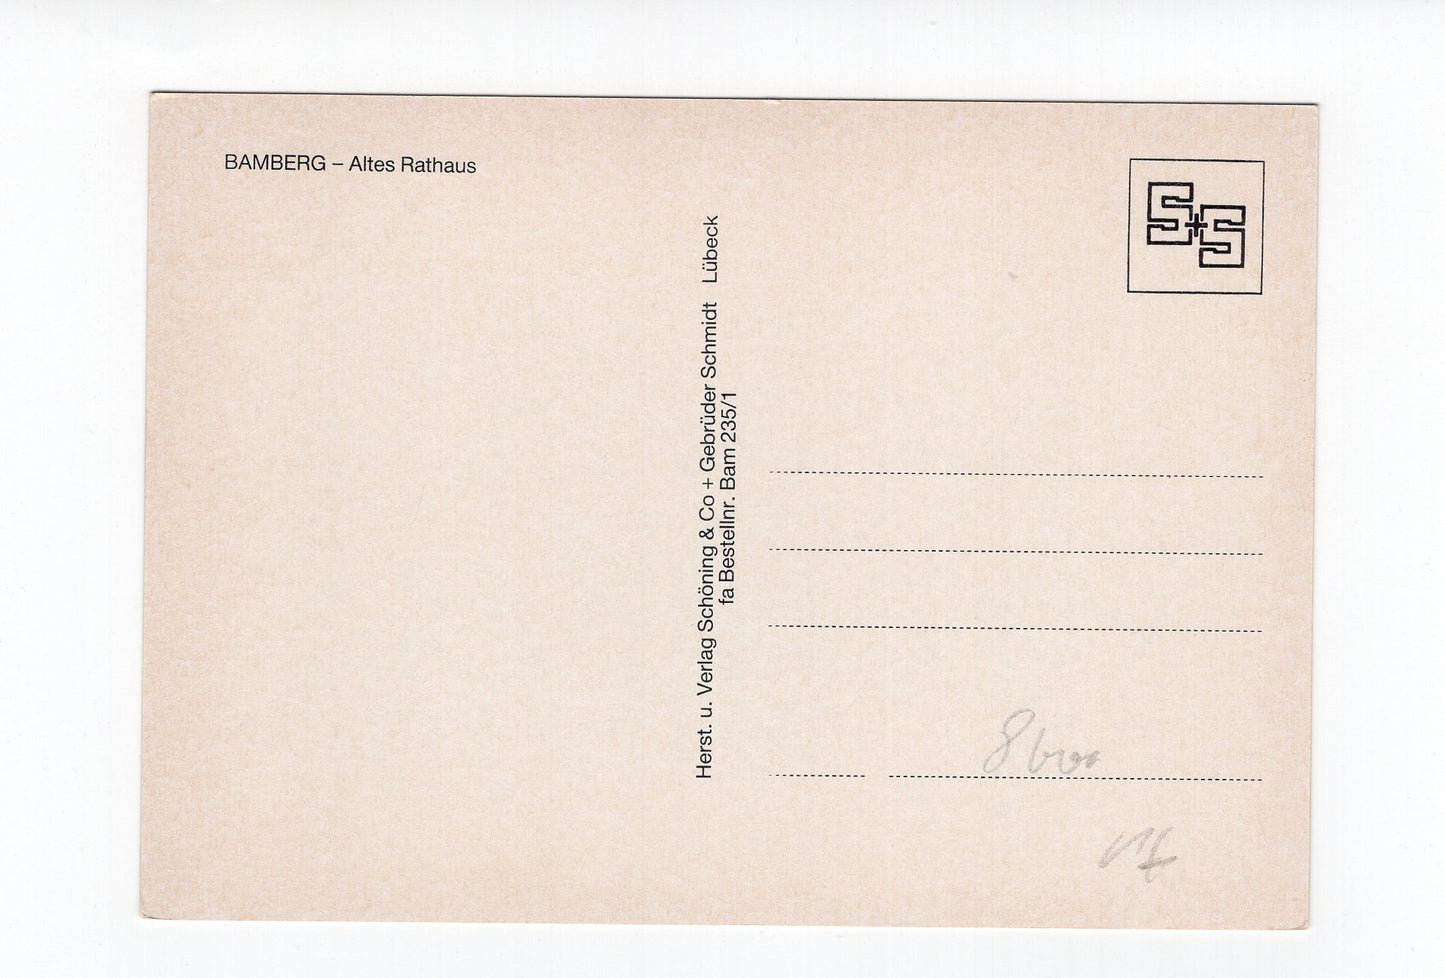 BAMBERG – Altes Rathaus
S+S
Herst. u. Verlag Schöning & Co + Gebrüder Schmidt Lübeck
fa Bestellnr. Bam 235/1